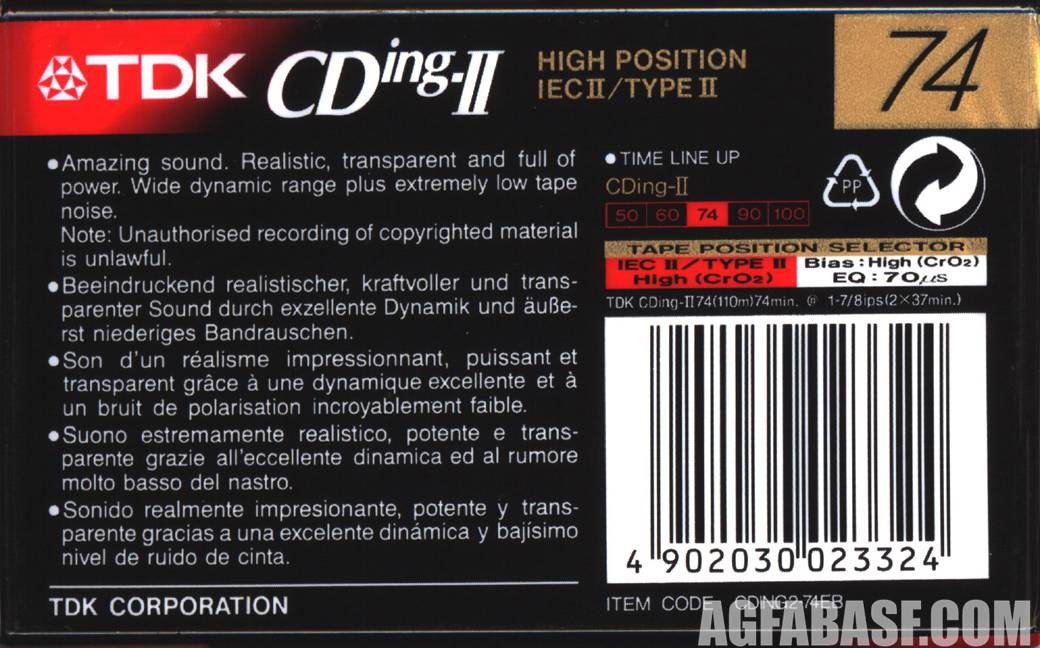 TDK CDing-II
HIGH POSITION
IECII/TYPE II
74
●Amazing sound. Realistic, transparent and full of
power. Wide dynamic range plus extremely low tape
noise.
Note: Unauthorised recording of copyrighted material
is unlawful.
●Beeindruckend realistischer, kraftvoller und trans-
parenter Sound durch exzellente Dynamik und äuße-
rst niederiges Bandrauschen.
●Son d'un réalisme impressionnant, puissant et
transparent grâce à une dynamique excellente et à
un bruit de polarisation incroyablement faible.
●Suono estremamente realistico, potente e trans-
parente grazie all'eccellente dinamica ed al rumore
molto basso del nastro.
●Sonido realmente impresionante, potente y trans-
parente gracias a una excelente dinámica y bajísimo
nivel de ruido de cinta.
TDK CORPORATION
●TIME LINE UP
CDing-II
50 60 74 90 100
PP
TAPE POSITION SELECTOR
IEC II/TYPE II
High (CrO2)
Bias:High (CrO2)
EQ:70μs
TDK CDing-II74(110m)74min. ℗ 1-7/8ips(2×37min.)
4 902030 023324
ITEM CODE CDING2-74EB
AGFABASF.COM